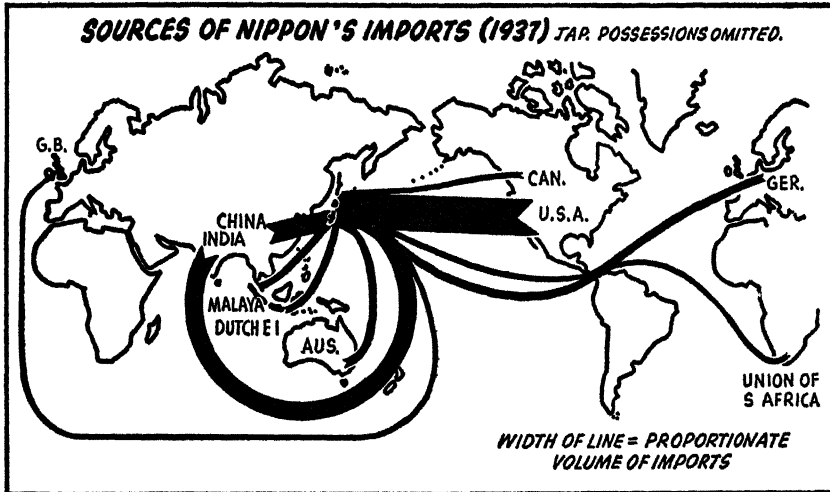 SOURCES OF NIPPON'S IMPORTS (1937) JAP. POSSESSIONS OMITTED.
G.B.
CAN.
GER.
CHINA
U.S.A.
INDIA
MALAYA
DUTCH E I
AUS.
UNION OF
S AFRICA
WIDTH OF LINE = PROPORTIONATE
VOLUME OF IMPORTS